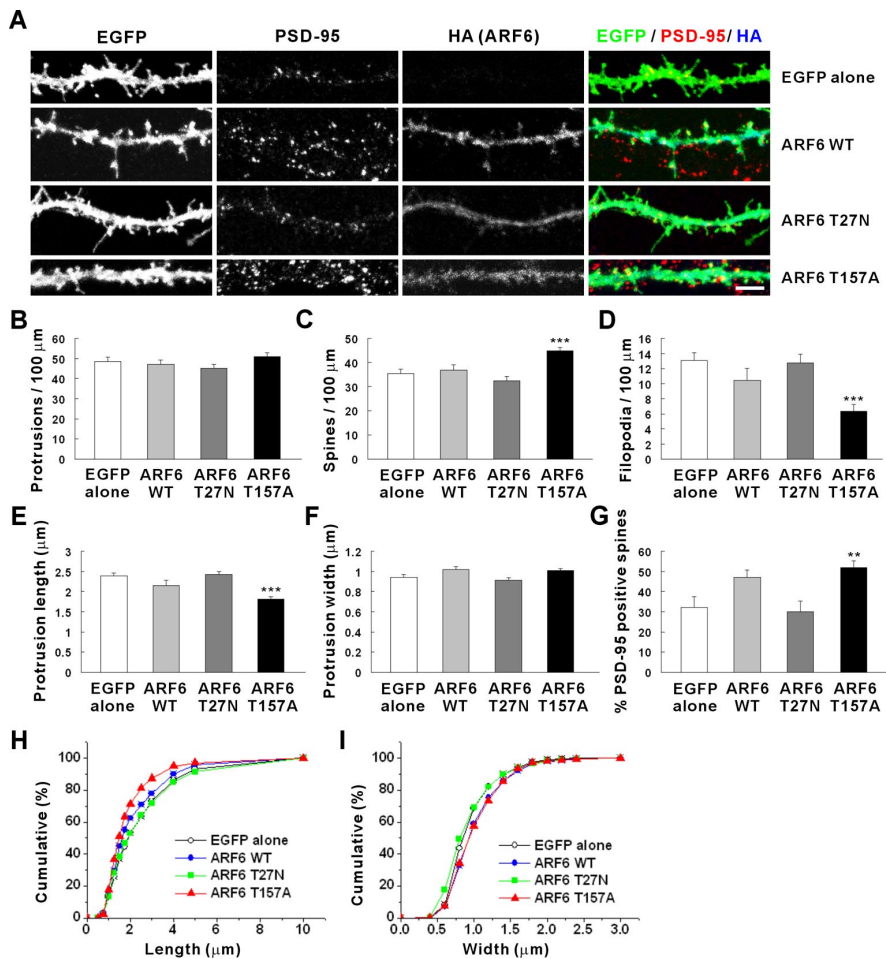 A
EGFP PSD-95 HA (ARF6) EGFP / PSD-95/ HA
EGFP alone
ARF6 WT
ARF6 T27N
ARF6 T157A
B
Protrusions / 100 μm
60
50
40
30
20
10
0
EGFP alone
ARF6 WT
ARF6 T27N
ARF6 T157A
C
Spines / 100 μm
50
40
30
20
10
0
***
EGFP alone
ARF6 WT
ARF6 T27N
ARF6 T157A
D
Filopodia / 100 μm
16
14
12
10
8
6
4
2
0
***
EGFP alone
ARF6 WT
ARF6 T27N
ARF6 T157A
E
Protrusion length (μm)
3
2.5
2
1.5
1
0.5
0
***
EGFP alone
ARF6 WT
ARF6 T27N
ARF6 T157A
F
Protrusion width (μm)
1.2
1
0.8
0.6
0.4
0.2
0
EGFP alone
ARF6 WT
ARF6 T27N
ARF6 T157A
G
% PSD-95 positive spines
60
50
40
30
20
10
0
**
EGFP alone
ARF6 WT
ARF6 T27N
ARF6 T157A
H
Cumulative (%)
100
80
60
40
20
0
EGFP alone
ARF6 WT
ARF6 T27N
ARF6 T157A
0 2 4 6 8 10
Length (μm)
I
Cumulative (%)
100
80
60
40
20
0
EGFP alone
ARF6 WT
ARF6 T27N
ARF6 T157A
0.0 0.5 1.0 1.5 2.0 2.5 3.0
Width (μm)